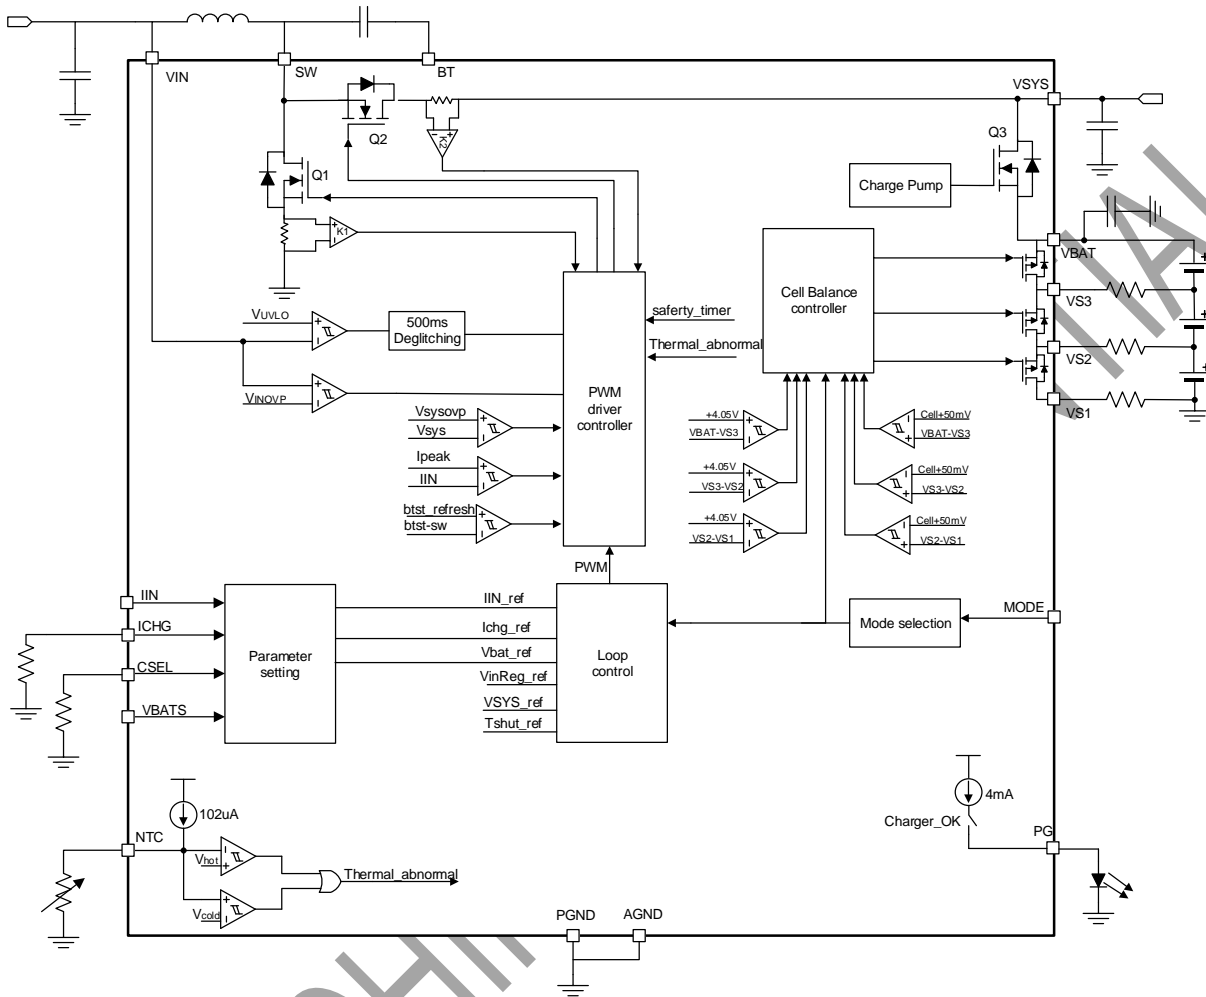 VIN
SW
BT
VSYS
Q2
K2
Q3
Q1
Charge Pump
K1
VBAT
VS3
VS2
VS1
Cell Balance
controller
VUVLO
500ms
Deglitching
saferty_timer
Thermal_abnormal
VINOVP
PWM
driver
controller
Vsysovp
Vsys
Ipeak
IIN
btst_refresh
btst-sw
+4.05V
VBAT-VS3
+4.05V
VS3-VS2
+4.05V
VS2-VS1
Cell+50mV
VBAT-VS3
Cell+50mV
VS3-VS2
Cell+50mV
VS2-VS1
PWM
IIN
ICHG
CSEL
VBATS
Parameter
setting
IIN_ref
Ichg_ref
Vbat_ref
VinReg_ref
VSYS_ref
Tshut_ref
Loop
control
Mode selection
MODE
102uA
NTC
Vhot
Vcold
Thermal_abnormal
4mA
Charger_OK
PG
PGND
AGND